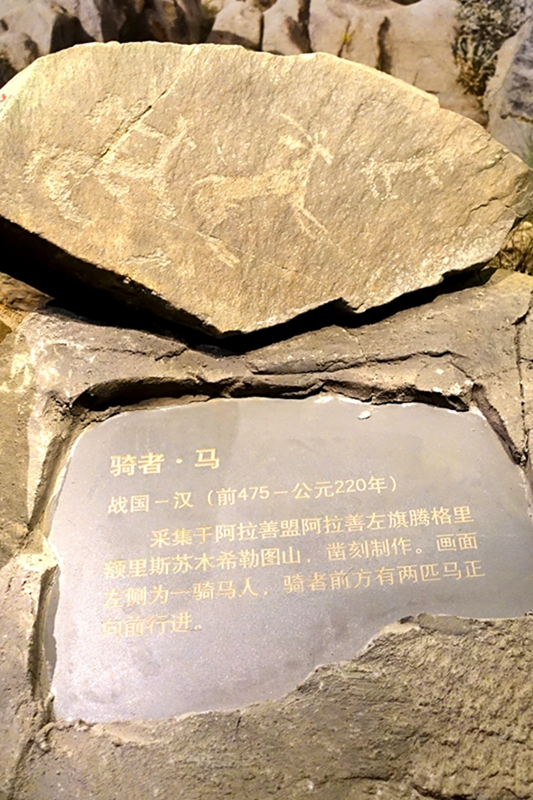 骑者·马
战国－汉（前475－公元220年）
采集于阿拉善盟阿拉善左旗腾格里
额里斯苏木希勒图山，凿刻制作。画面
左侧为一骑马人，骑者前方有两匹马正
向前行进。